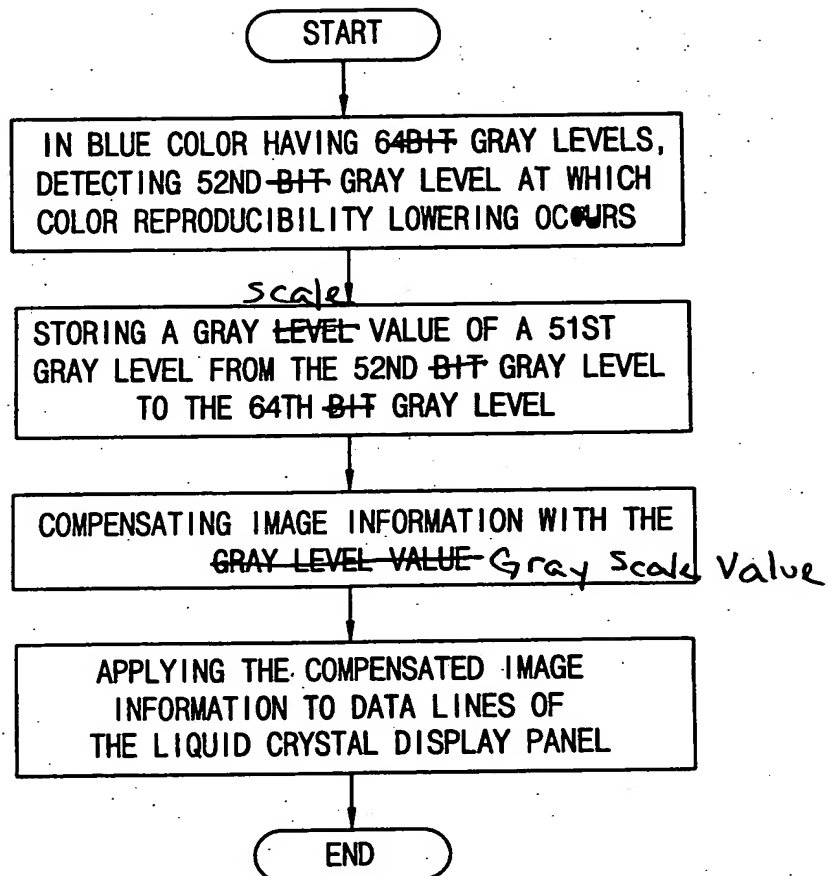 START
IN BLUE COLOR HAVING 64BIT GRAY LEVELS,
DETECTING 52ND BIT GRAY LEVEL AT WHICH
COLOR REPRODUCIBILITY LOWERING OCCURS
scale
STORING A GRAY LEVEL VALUE OF A 51ST
GRAY LEVEL FROM THE 52ND BIT GRAY LEVEL
TO THE 64TH BIT GRAY LEVEL
COMPENSATING IMAGE INFORMATION WITH THE
GRAY LEVEL VALUE Gray Scale Value
APPLYING THE COMPENSATED IMAGE
INFORMATION TO DATA LINES OF
THE LIQUID CRYSTAL DISPLAY PANEL
END